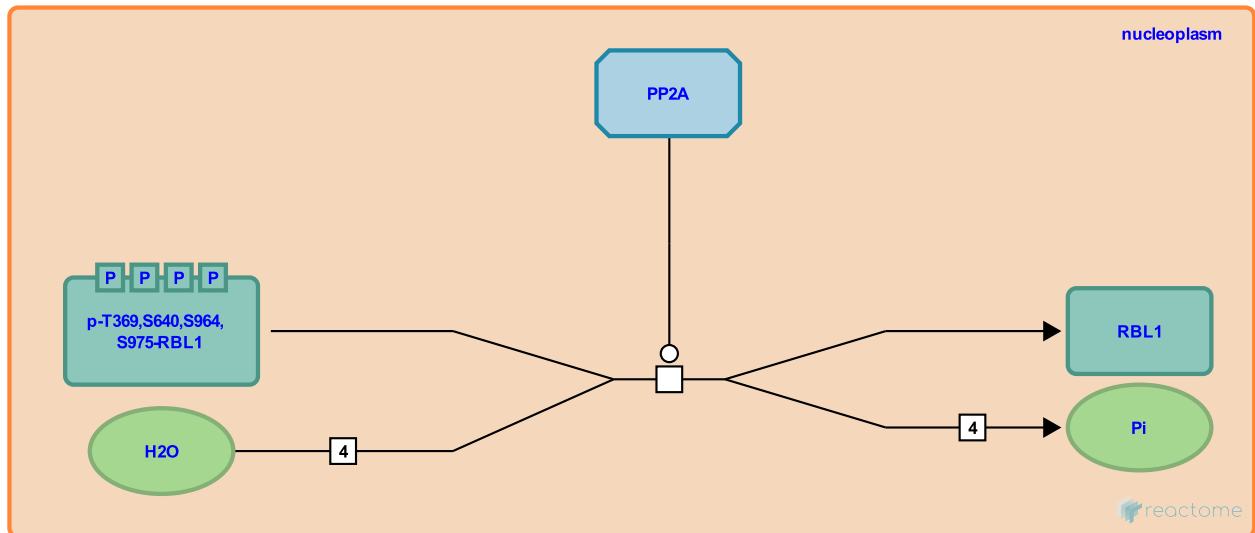 nucleoplasm
PP2A
P P P P
p-T369,S640,S964,
S975-RBL1
RBL1
H2O
4
4
Pi
reactome